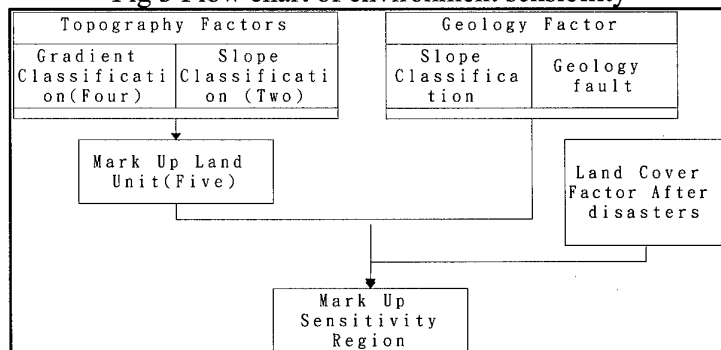 Topography Factors
Gradient
Classificati
on(Four)
Slope
Classificati
on (Two)
Geology Factor
Slope
Classifica
tion
Geology
fault
Mark Up Land
Unit(Five)
Land Cover
Factor After
disasters
Mark Up
Sensitivity
Region